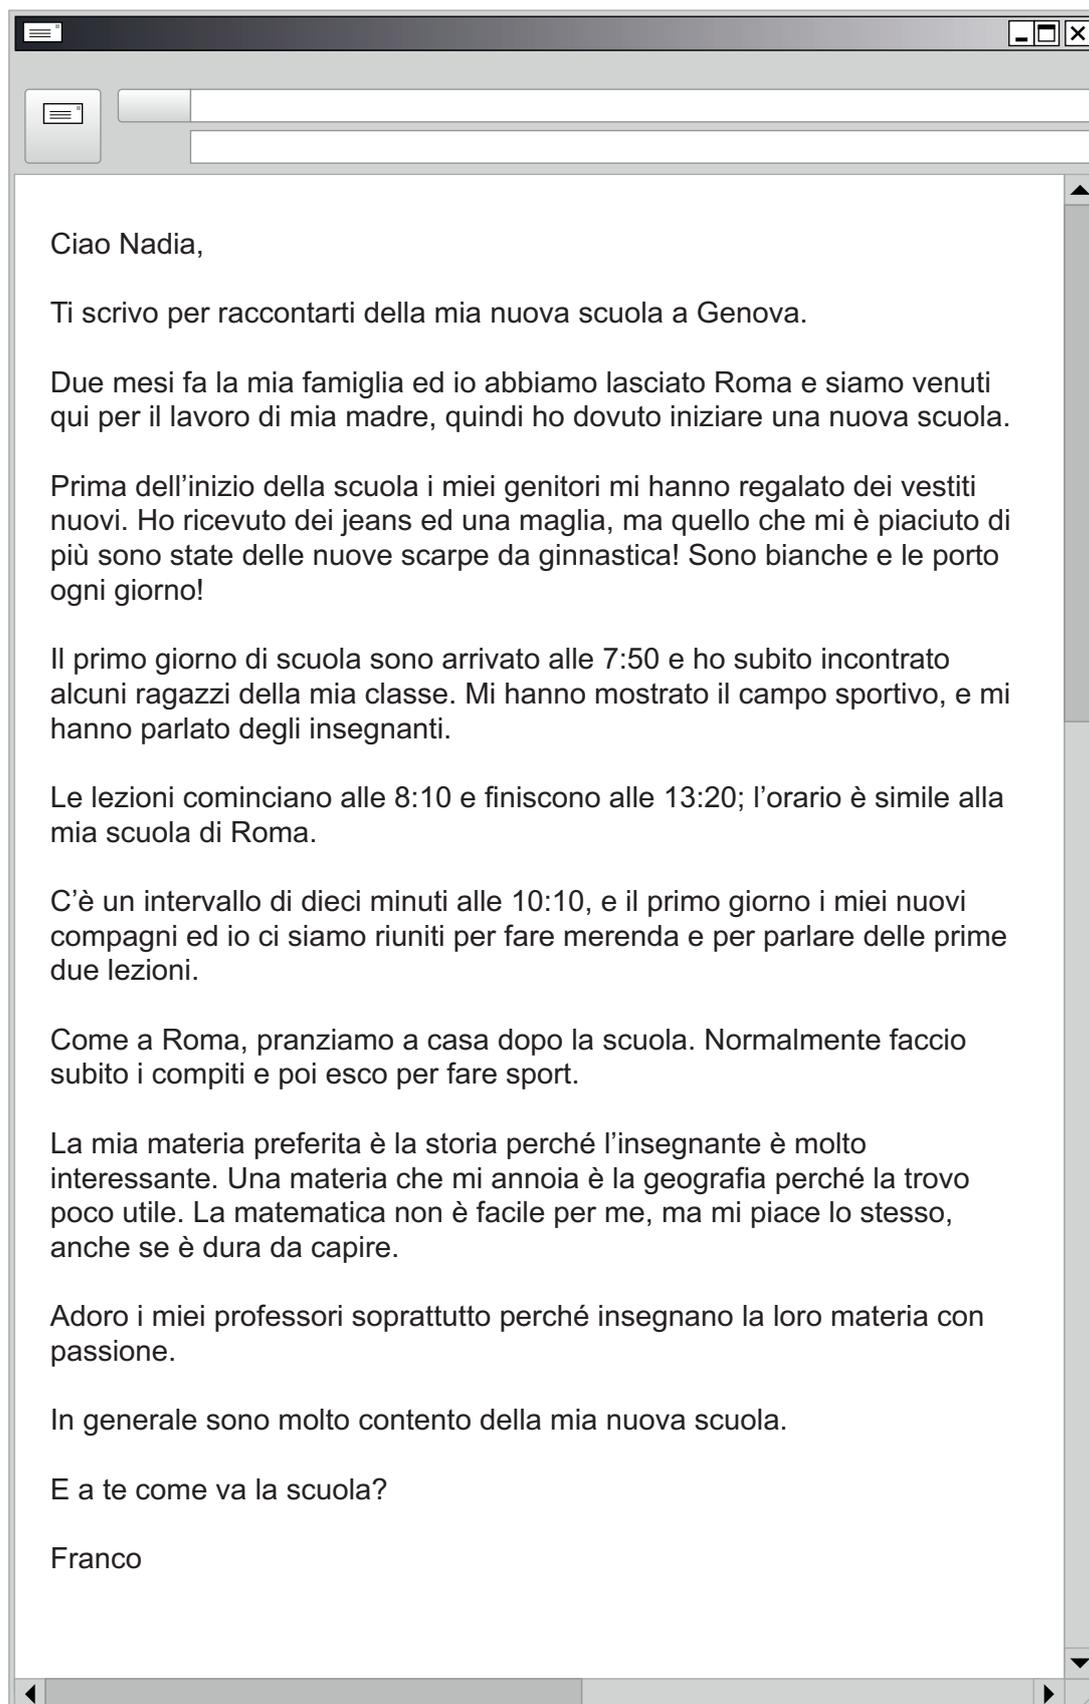 Ciao Nadia,
Ti scrivo per raccontarti della mia nuova scuola a Genova.
Due mesi fa la mia famiglia ed io abbiamo lasciato Roma e siamo venuti
qui per il lavoro di mia madre, quindi ho dovuto iniziare una nuova scuola.
Prima dell’inizio della scuola i miei genitori mi hanno regalato dei vestiti
nuovi. Ho ricevuto dei jeans ed una maglia, ma quello che mi è piaciuto di
più sono state delle nuove scarpe da ginnastica! Sono bianche e le porto
ogni giorno!
Il primo giorno di scuola sono arrivato alle 7:50 e ho subito incontrato
alcuni ragazzi della mia classe. Mi hanno mostrato il campo sportivo, e mi
hanno parlato degli insegnanti.
Le lezioni cominciano alle 8:10 e finiscono alle 13:20; l’orario è simile alla
mia scuola di Roma.
C’è un intervallo di dieci minuti alle 10:10, e il primo giorno i miei nuovi
compagni ed io ci siamo riuniti per fare merenda e per parlare delle prime
due lezioni.
Come a Roma, pranziamo a casa dopo la scuola. Normalmente faccio
subito i compiti e poi esco per fare sport.
La mia materia preferita è la storia perché l’insegnante è molto
interessante. Una materia che mi annoia è la geografia perché la trovo
poco utile. La matematica non è facile per me, ma mi piace lo stesso,
anche se è dura da capire.
Adoro i miei professori soprattutto perché insegnano la loro materia con
passione.
In generale sono molto contento della mia nuova scuola.
E a te come va la scuola?
Franco